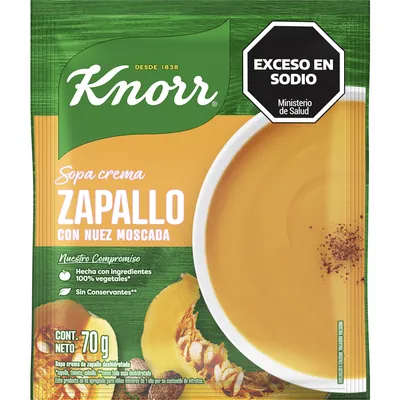 DESDE 1838
Knorr®
EXCESO EN
SODIO
Ministerio
de Salud
Sopa crema
ZAPALLO
CON NUEZ MOSCADA
Nuestro Compromiso
Hecha con ingredientes
100% vegetales*
Sin Conservantes**
CONT.
NETO 70g
Sopa crema de zapallo deshidratada